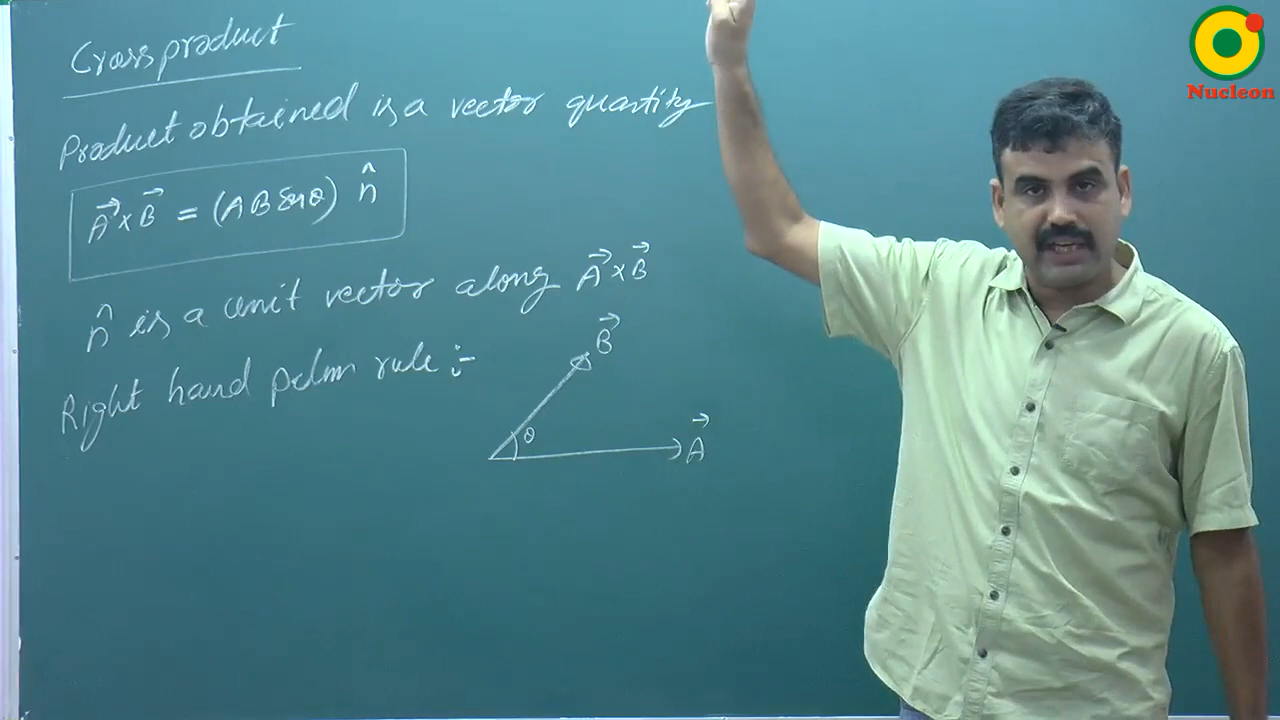 Cross product
Product obtained is a vector quantity
A⃗ × B⃗ = (AB sinθ) n̂
n̂ is a unit vector along A⃗ × B⃗
Right hand palm rule :-
B⃗
θ
A⃗
Nucleon